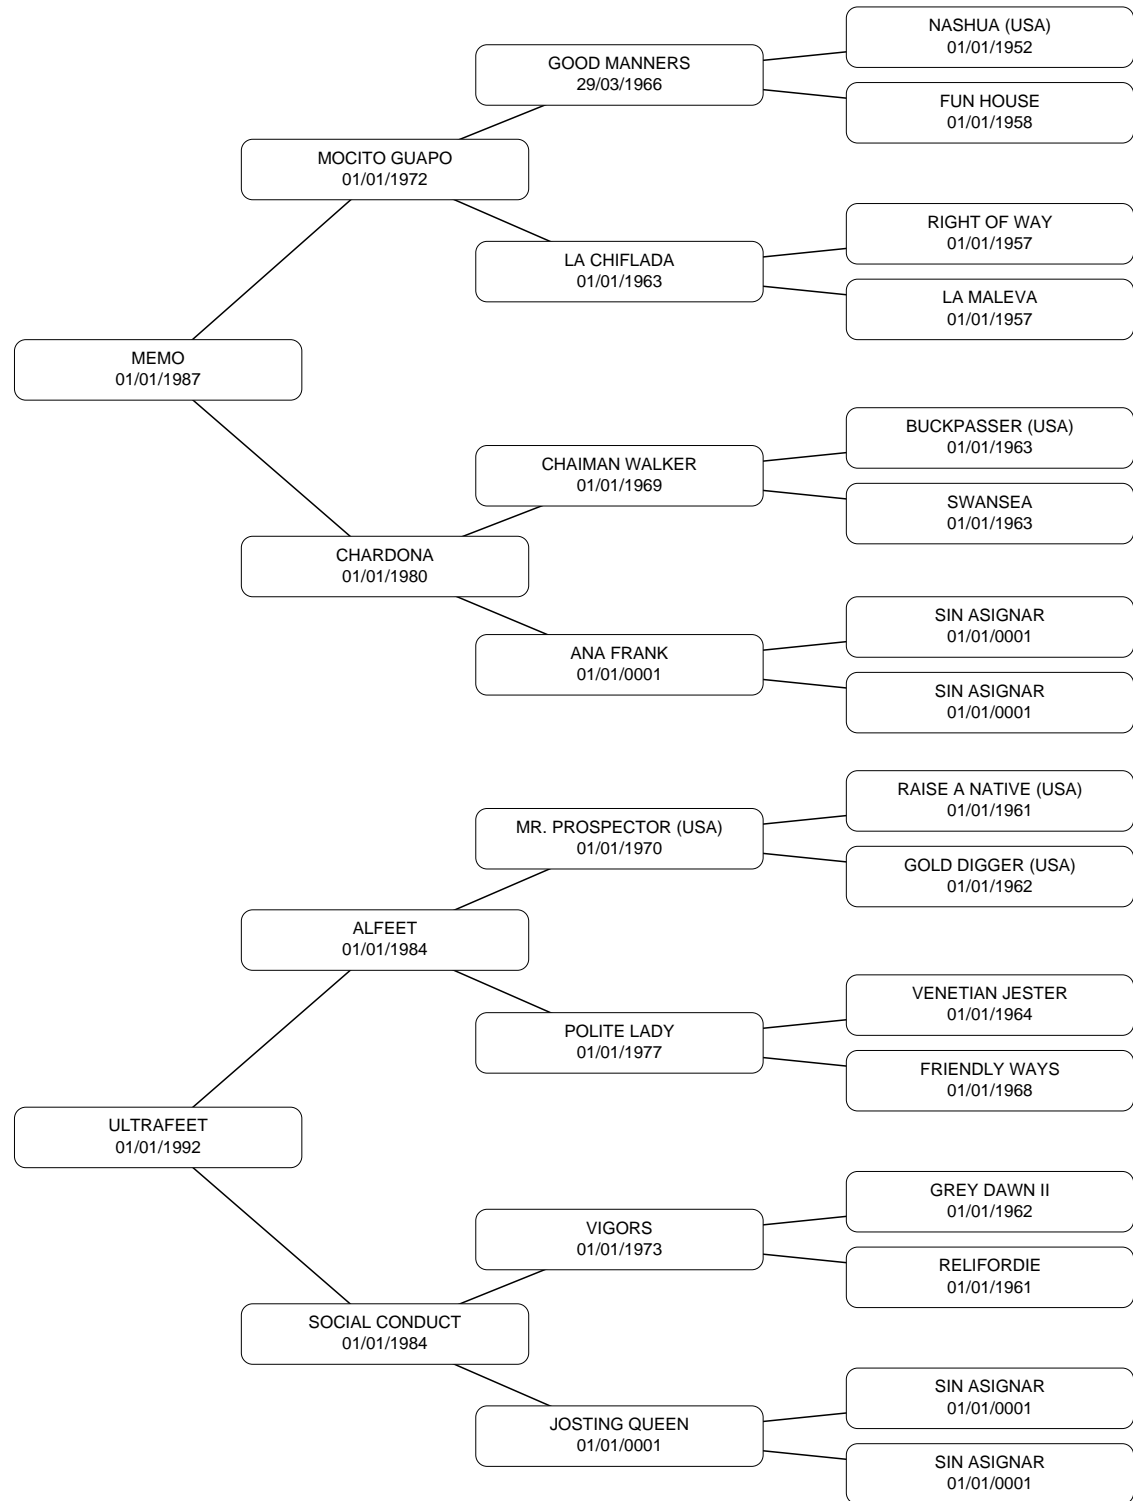 NASHUA (USA)
01/01/1952
GOOD MANNERS
29/03/1966
FUN HOUSE
01/01/1958
MOCITO GUAPO
01/01/1972
RIGHT OF WAY
01/01/1957
LA CHIFLADA
01/01/1963
LA MALEVA
01/01/1957
MEMO
01/01/1987
BUCKPASSER (USA)
01/01/1963
CHAIMAN WALKER
01/01/1969
SWANSEA
01/01/1963
CHARDONA
01/01/1980
SIN ASIGNAR
01/01/0001
ANA FRANK
01/01/0001
SIN ASIGNAR
01/01/0001
RAISE A NATIVE (USA)
01/01/1961
MR. PROSPECTOR (USA)
01/01/1970
GOLD DIGGER (USA)
01/01/1962
ALFEET
01/01/1984
VENETIAN JESTER
01/01/1964
POLITE LADY
01/01/1977
FRIENDLY WAYS
01/01/1968
ULTRAFEET
01/01/1992
GREY DAWN II
01/01/1962
VIGORS
01/01/1973
RELIFORDIE
01/01/1961
SOCIAL CONDUCT
01/01/1984
SIN ASIGNAR
01/01/0001
JOSTING QUEEN
01/01/0001
SIN ASIGNAR
01/01/0001